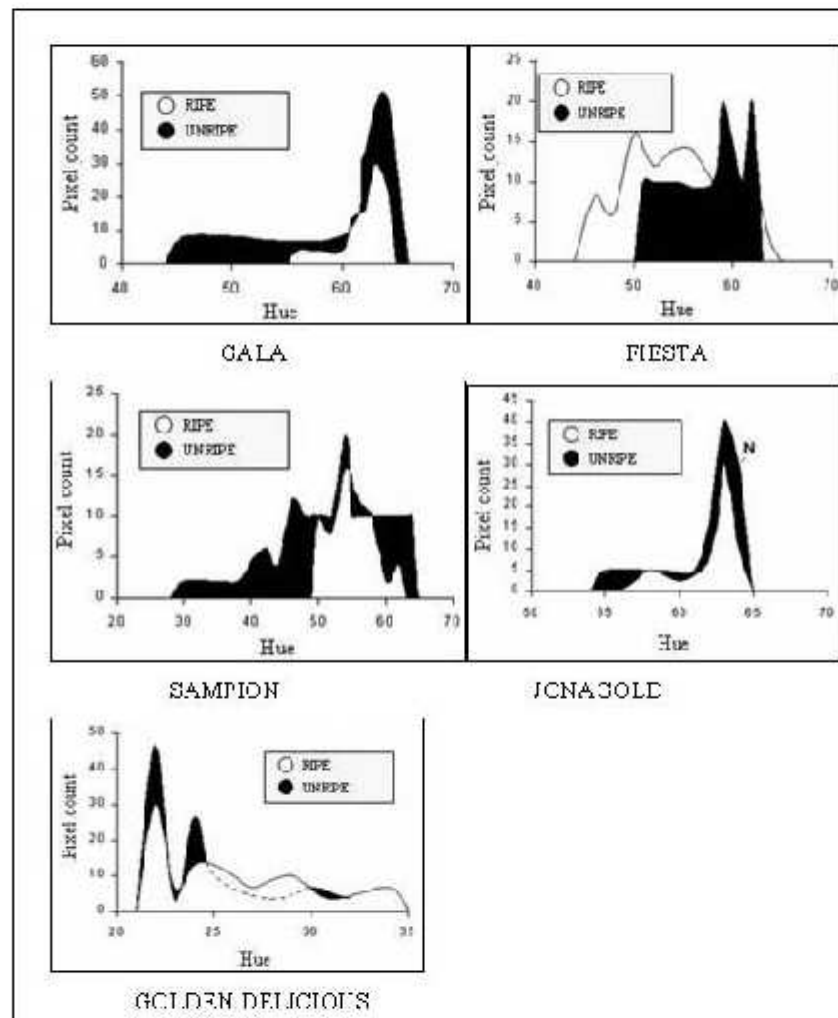 60
50
40
30
20
10
0
Pixel count
RIPE
UNRIPE
40 50 60 70
Hue
GALA
25
20
15
10
5
0
Pixel count
RIPE
UNRIPE
40 50 60 70
Hue
FIESTA
25
20
15
10
5
0
Pixel count
RIPE
UNRIPE
20 30 40 50 60 70
Hue
SAMPION
45
40
35
30
25
20
15
10
5
0
Pixel count
RIPE
UNRIPE
N
50 55 60 65 70
Hue
JONAGOLD
50
40
30
20
10
0
Pixel count
RIPE
UNRIPE
20 25 30 35
Hue
GOLDEN DELICIOUS